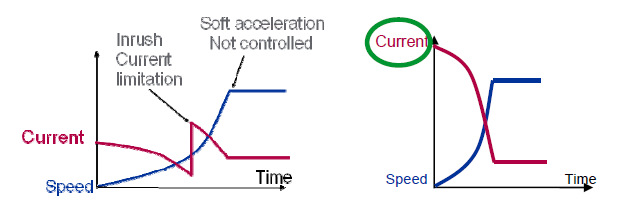 Soft acceleration
Not controlled
Inrush
Current
limitation
Current
Speed
Time
Current
Speed
Time